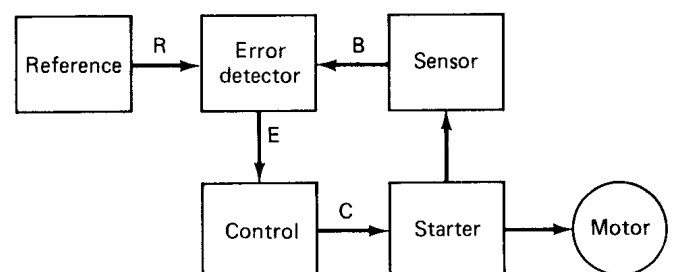 Reference
R
Error
detector
B
Sensor
E
Control
C
Starter
Motor